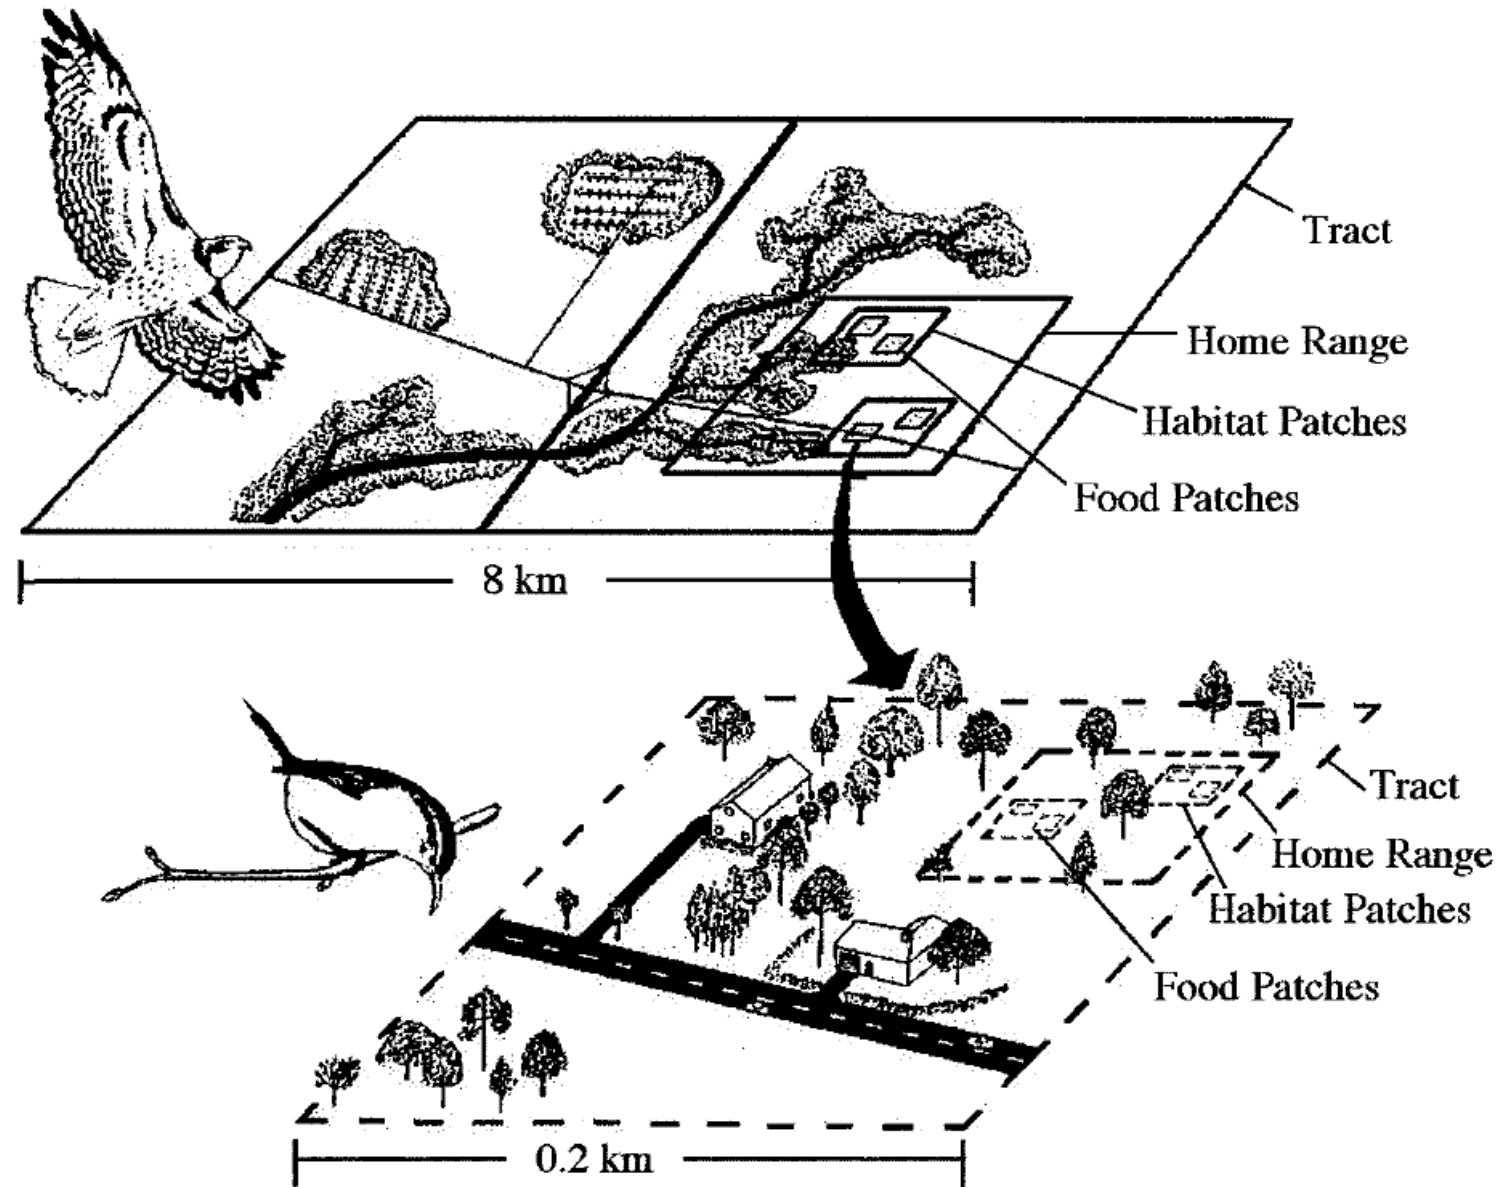 Tract
Home Range
Habitat Patches
Food Patches
8 km
Tract
Home Range
Habitat Patches
Food Patches
0.2 km